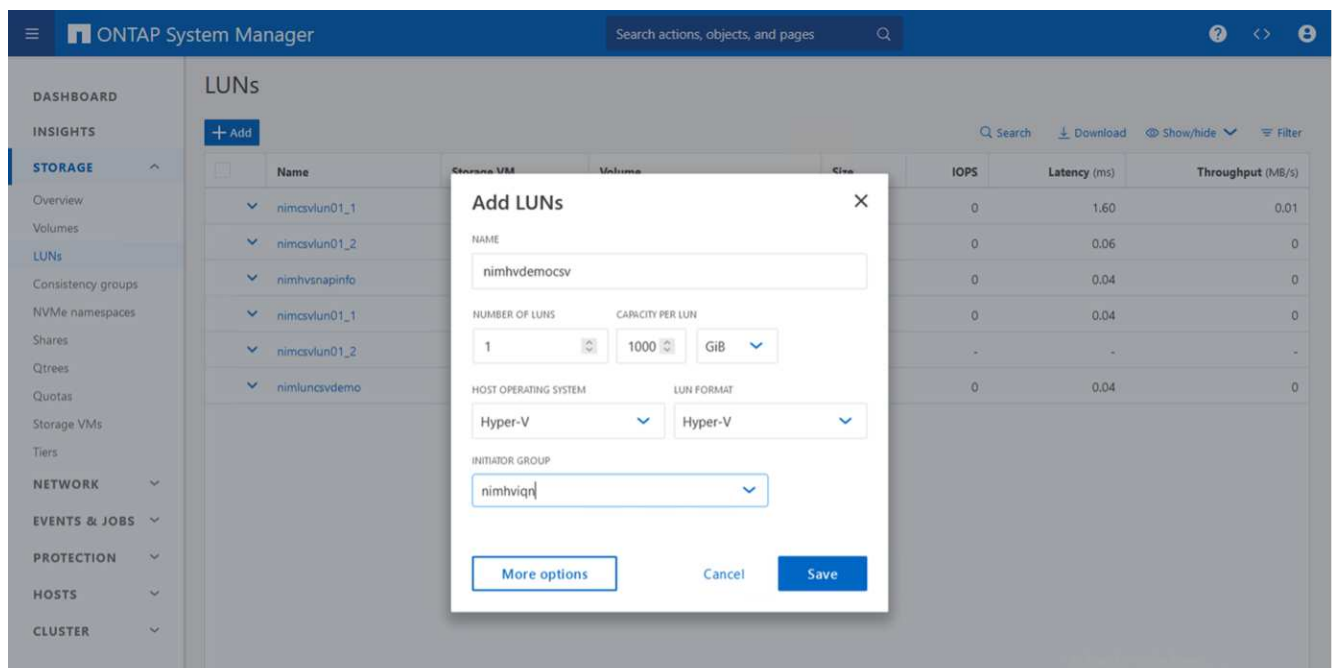 ONTAP System Manager
Search actions, objects, and pages
DASHBOARD
INSIGHTS
STORAGE
Overview
Volumes
LUNs
Consistency groups
NVMe namespaces
Shares
Qtrees
Quotas
Storage VMs
Tiers
NETWORK
EVENTS & JOBS
PROTECTION
HOSTS
CLUSTER
LUNs
+ Add
Search Download Show/hide Filter
Name Storage VM Volume Size IOPS Latency (ms) Throughput (MB/s)
nimcsvlun01_1 0 1.60 0.01
nimcsvlun01_2 0 0.06 0
nimhvsnapinfo 0 0.04 0
nimcsvlun01_1 0 0.04 0
nimcsvlun01_2 - - -
nimluncsvdemo 0 0.04 0
Add LUNs
NAME
nimhvdemocsv
NUMBER OF LUNS CAPACITY PER LUN
1 1000 GiB
HOST OPERATING SYSTEM LUN FORMAT
Hyper-V Hyper-V
INITIATOR GROUP
nimhviqn
More options Cancel Save